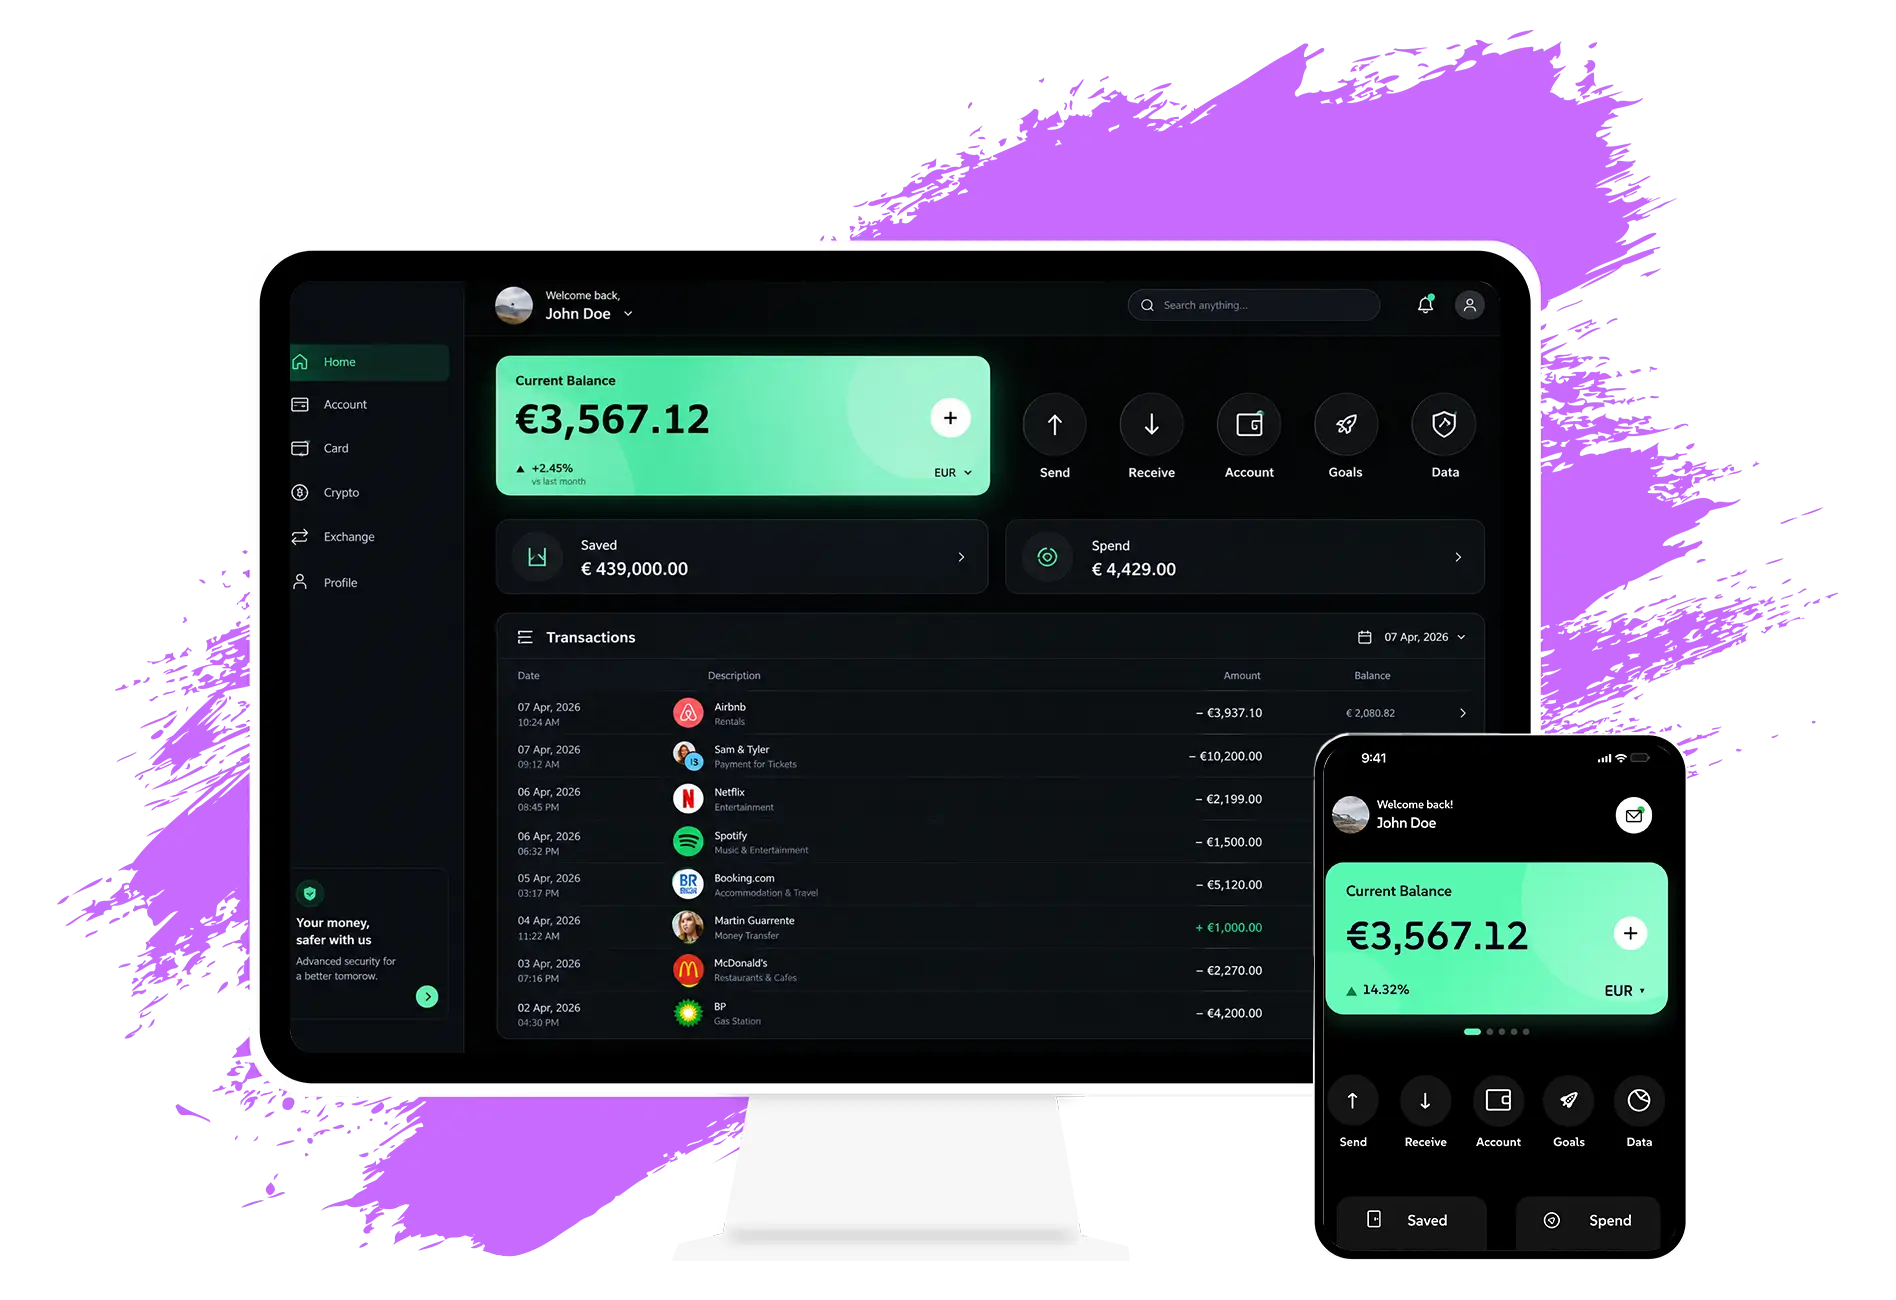 Welcome back,
John Doe
Search anything...
Home
Account
Card
Crypto
Exchange
Profile
Your money,
safer with us
Advanced security for
a better tomorow.
Current Balance
€3,567.12
+2.45%
vs last month
EUR
Send
Receive
Account
Goals
Data
Saved
€ 439,000.00
Spend
€ 4,429.00
Transactions
07 Apr, 2026
Date Description Amount Balance
07 Apr, 2026
10:24 AM
Airbnb
Rentals
– €3,937.10
€ 2,080.82
07 Apr, 2026
09:12 AM
Sam & Tyler
Payment for Tickets
– €10,200.00
06 Apr, 2026
08:45 PM
N
Netflix
Entertainment
– €2,199.00
06 Apr, 2026
06:32 PM
Spotify
Music & Entertainment
– €1,500.00
05 Apr, 2026
03:17 PM
BR
Booking.com
Accommodation & Travel
– €5,120.00
04 Apr, 2026
11:22 AM
Martin Guarrente
Money Transfer
+ €1,000.00
03 Apr, 2026
07:16 PM
McDonald's
Restaurants & Cafes
– €2,270.00
02 Apr, 2026
04:30 PM
BP
Gas Station
– €4,200.00
9:41
Welcome back!
John Doe
Current Balance
€3,567.12
14.32%
EUR
Send
Receive
Account
Goals
Data
Saved
Spend